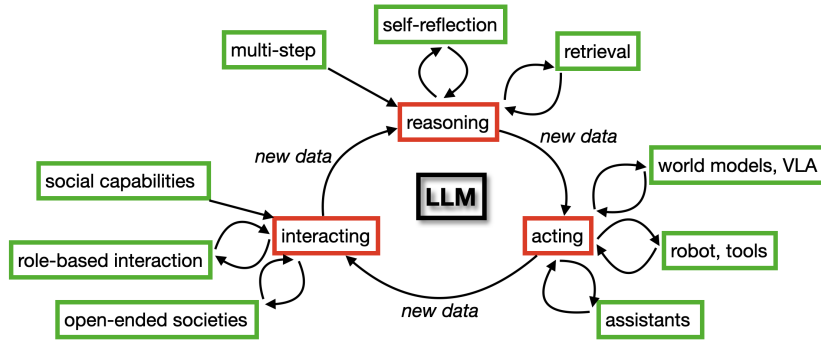 self-reflection
multi-step
retrieval
reasoning
new data
new data
world models, VLA
social capabilities
LLM
interacting
acting
robot, tools
role-based interaction
new data
open-ended societies
assistants